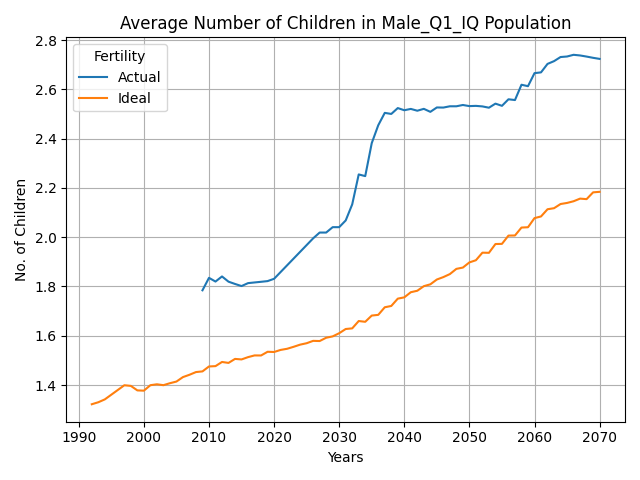 Average Number of Children in Male_Q1_IQ Population
Fertility
Actual
Ideal
No. of Children
2.8
2.6
2.4
2.2
2.0
1.8
1.6
1.4
1990 2000 2010 2020 2030 2040 2050 2060 2070
Years